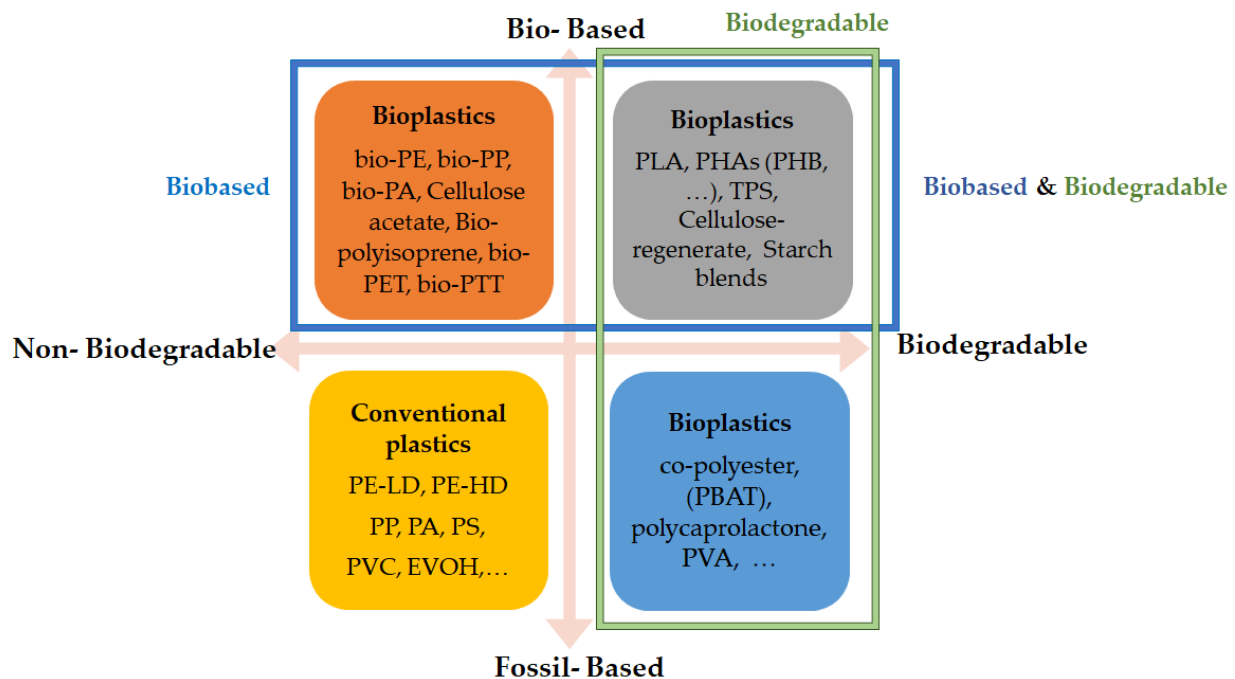 Bio- Based
Biodegradable
Bioplastics
bio-PE, bio-PP,
bio-PA, Cellulose
acetate, Bio-
polyisoprene, bio-
PET, bio-PTT
Bioplastics
PLA, PHAs (PHB,
…), TPS,
Cellulose-
regenerate, Starch
blends
Biobased
Biobased & Biodegradable
Non- Biodegradable
Biodegradable
Conventional
plastics
PE-LD, PE-HD
PP, PA, PS,
PVC, EVOH,…
Bioplastics
co-polyester,
(PBAT),
polycaprolactone,
PVA, …
Fossil- Based